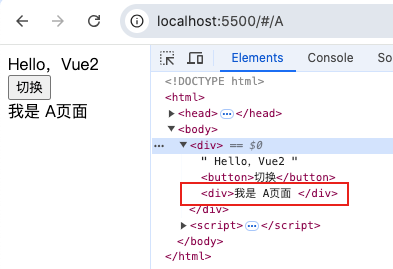 localhost:5500/#/A
Hello，Vue2
切换
我是 A页面
Elements
Console
Sou
<!DOCTYPE html>
<html>
<head> ⋯ </head>
<body>
<div> == $0
" Hello，Vue2 "
<button>切换</button>
<div>我是 A页面 </div>
</div>
<script> ⋯ </script>
</body>
</html>